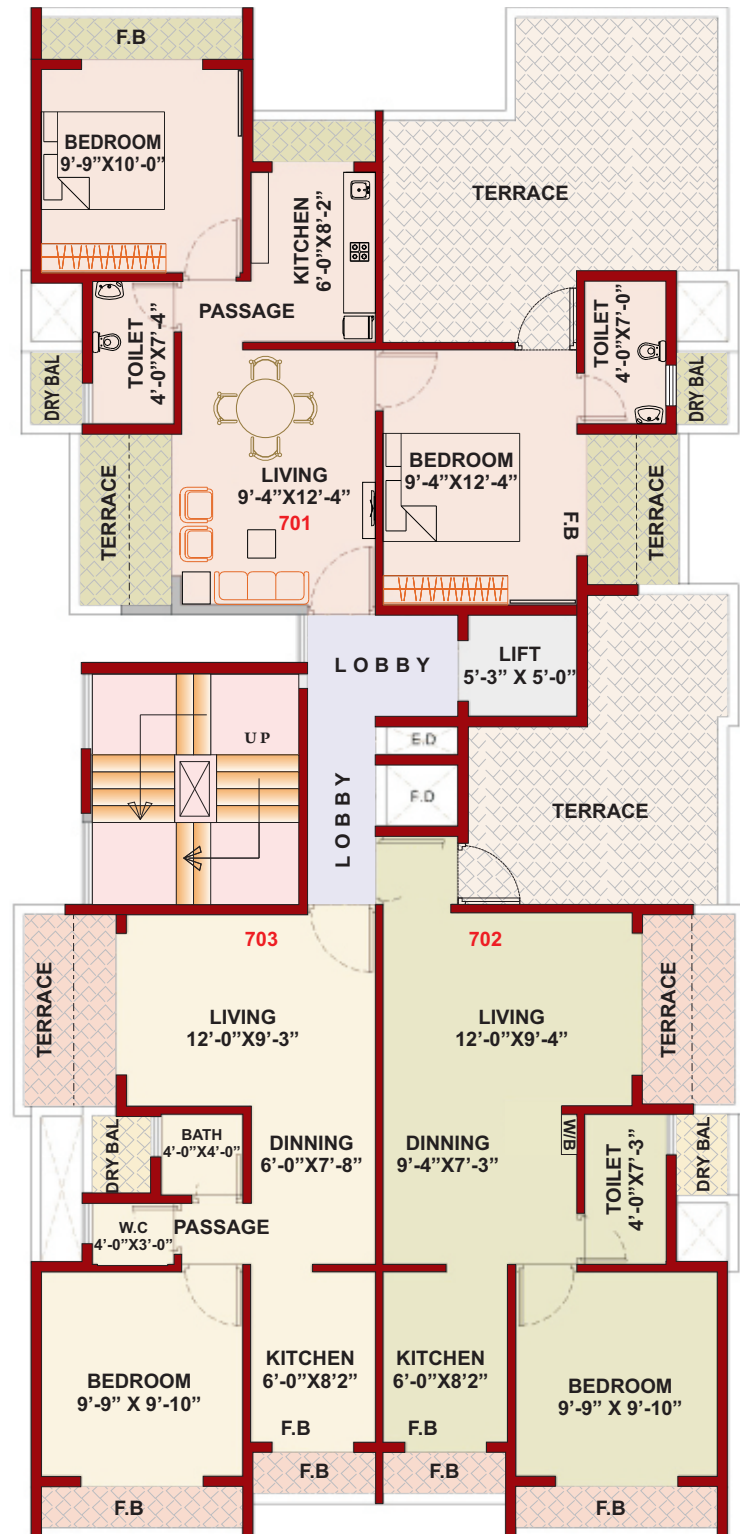 F.B
BEDROOM
9'-9”X10'-0”
KITCHEN
6'-0”X8'-2”
TERRACE
PASSAGE
TOILET
4'-0”X7'-4”
TOILET
4'-0”X7'-0”
DRY BAL
DRY BAL
LIVING
9'-4”X12'-4”
701
BEDROOM
9'-4”X12'-4”
F.B
TERRACE
TERRACE
LOBBY
LIFT
5'-3” X 5'-0”
UP
E.D
F.D
LOBBY
TERRACE
703
702
TERRACE
LIVING
12'-0”X9'-3”
LIVING
12'-0”X9'-4”
TERRACE
DRY BAL
BATH
4'-0”X4'-0”
DINNING
6'-0”X7'-8”
DINNING
9'-4”X7'-3”
W/B
TOILET
4'-0”X7'-3”
DRY BAL
W.C
4'-0”X3'-0”
PASSAGE
BEDROOM
9'-9” X 9'-10”
KITCHEN
6'-0”X8'2”
F.B
KITCHEN
6'-0”X8'2”
F.B
BEDROOM
9'-9” X 9'-10”
F.B
F.B
F.B
F.B